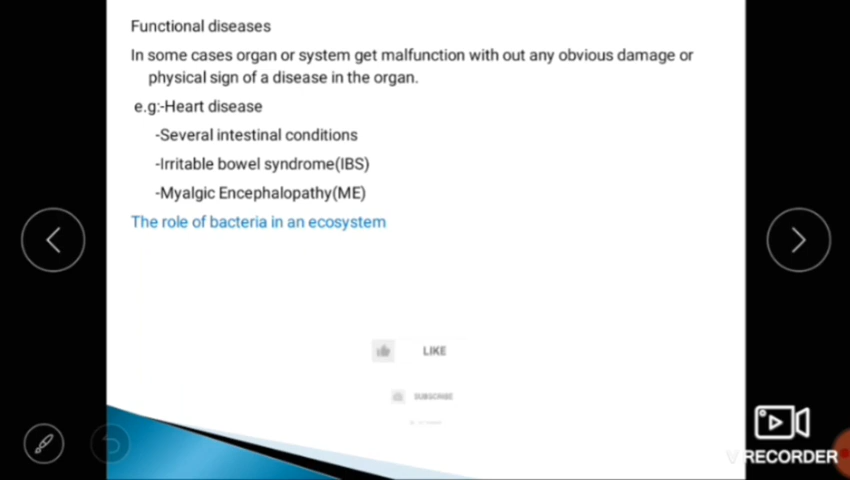 Functional diseases
In some cases organ or system get malfunction with out any obvious damage or
physical sign of a disease in the organ.
e.g:-Heart disease
-Several intestinal conditions
-Irritable bowel syndrome(IBS)
-Myalgic Encephalopathy(ME)
The role of bacteria in an ecosystem
LIKE
SUBSCRIBE
RECORDER